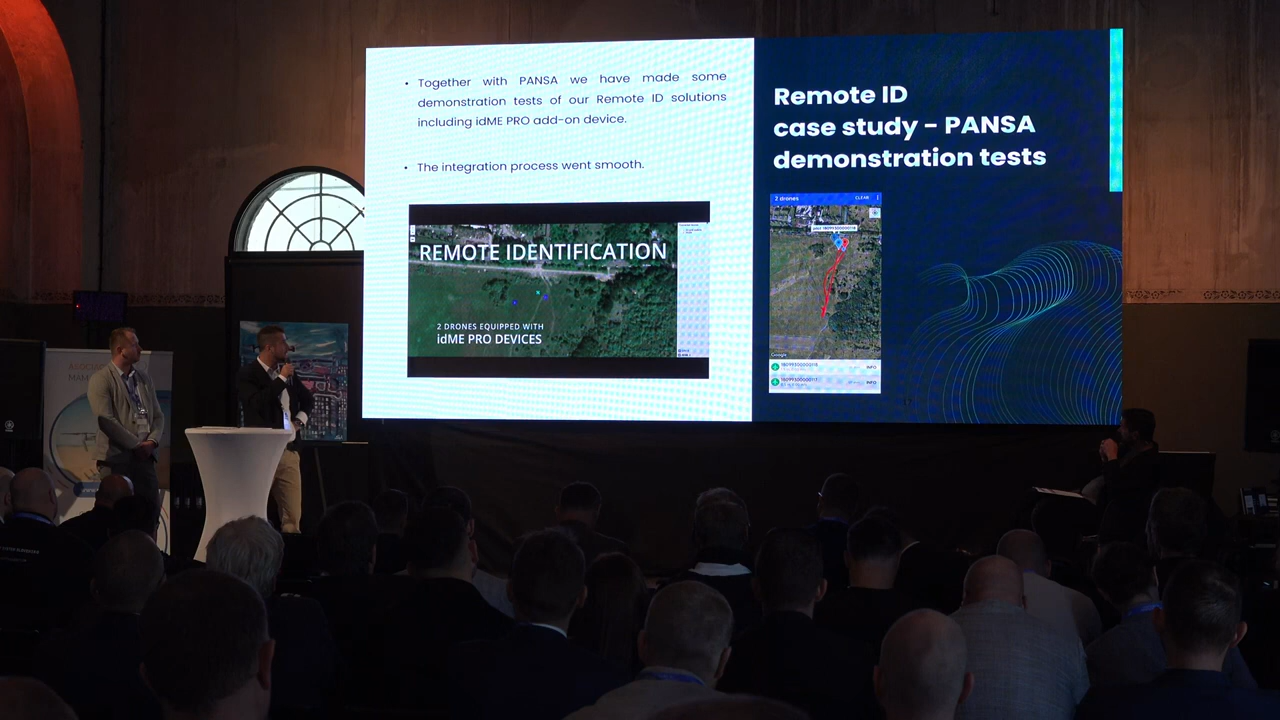 • Together with PANSA we have made some
demonstration tests of our Remote ID solutions
including idME PRO add-on device.
• The integration process went smooth.
REMOTE IDENTIFICATION
2 DRONES EQUIPPED WITH
idME PRO DEVICES
Remote ID
case study - PANSA
demonstration tests
2 drones
CLEAR
Google
INFO
INFO